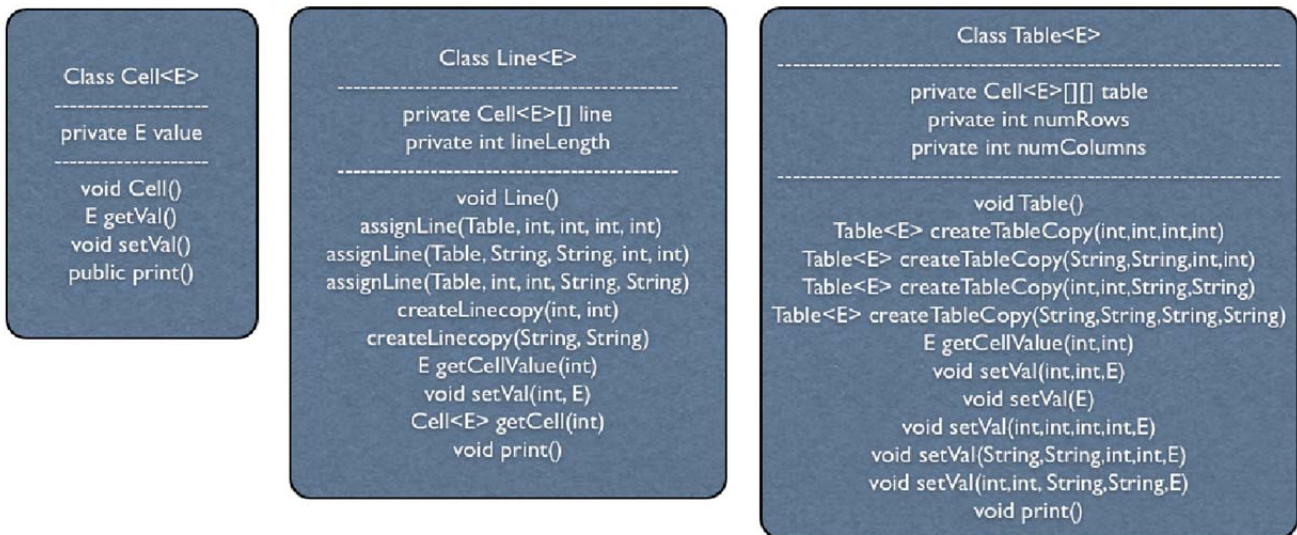 Class Cell<E>
--------------------
private E value
--------------------
void Cell()
E getVal()
void setVal()
public print()
Class Line<E>
--------------------------------------------
private Cell<E>[] line
private int lineLength
--------------------------------------------
void Line()
assignLine(Table, int, int, int, int)
assignLine(Table, String, String, int, int)
assignLine(Table, int, int, String, String)
createLinecopy(int, int)
createLinecopy(String, String)
E getCellValue(int)
void setVal(int, E)
Cell<E> getCell(int)
void print()
Class Table<E>
-----------------------------------------------------------------
private Cell<E>[][] table
private int numRows
private int numColumns
-----------------------------------------------------------------
void Table()
Table<E> createTableCopy(int,int,int,int)
Table<E> createTableCopy(String,String,int,int)
Table<E> createTableCopy(int,int,String,String)
Table<E> createTableCopy(String,String,String,String)
E getCellValue(int,int)
void setVal(int,int,E)
void setVal(E)
void setVal(int,int,int,int,E)
void setVal(String,String,int,int,E)
void setVal(int,int, String,String,E)
void print()